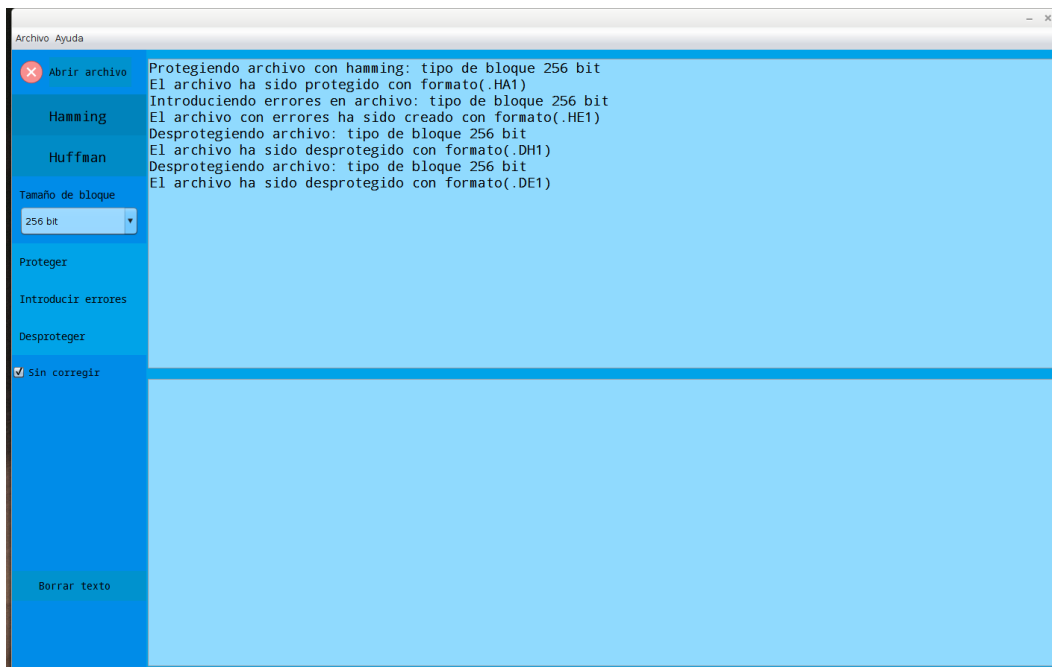 Archivo Ayuda
Abrir archivo
Hamming
Huffman
Tamaño de bloque
256 bit
Proteger
Introducir errores
Desproteger
Sin corregir
Borrar texto
Protegiendo archivo con hamming: tipo de bloque 256 bit
El archivo ha sido protegido con formato(.HA1)
Introduciendo errores en archivo: tipo de bloque 256 bit
El archivo con errores ha sido creado con formato(.HE1)
Desprotegiendo archivo: tipo de bloque 256 bit
El archivo ha sido desprotegido con formato(.DH1)
Desprotegiendo archivo: tipo de bloque 256 bit
El archivo ha sido desprotegido con formato(.DE1)